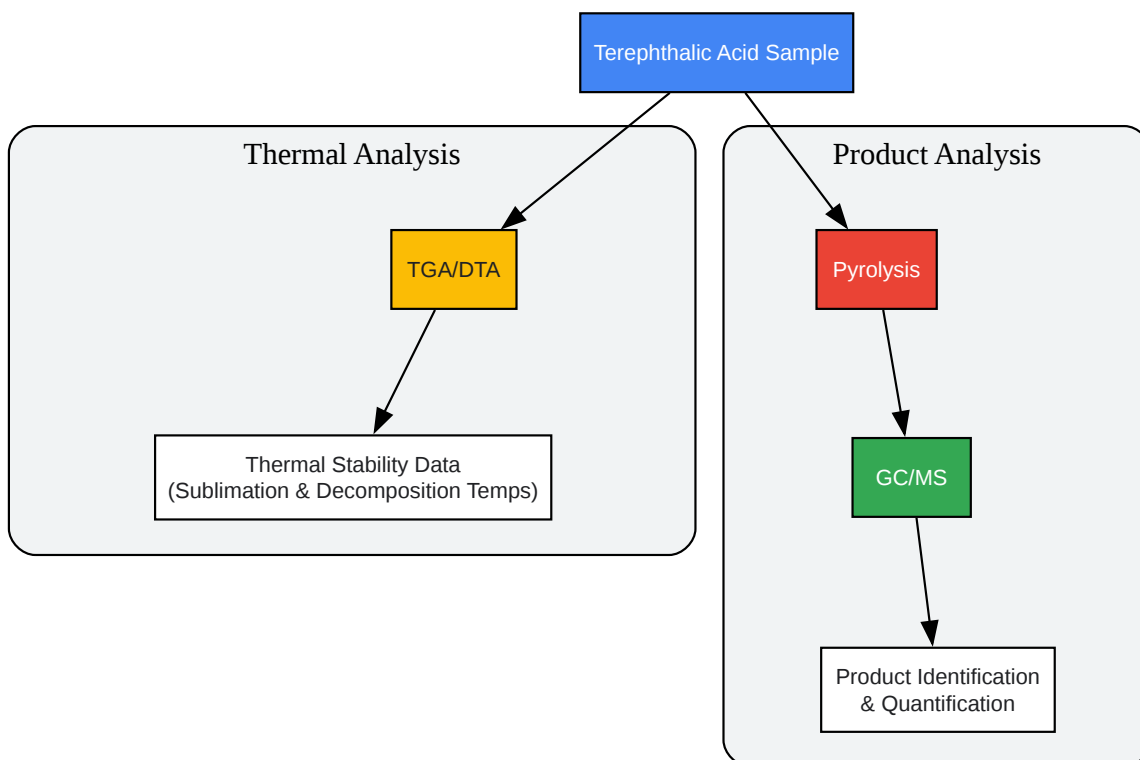 Terephthalic Acid Sample
Thermal Analysis
TGA/DTA
Thermal Stability Data
(Sublimation & Decomposition Temps)
Product Analysis
Pyrolysis
GC/MS
Product Identification
& Quantification